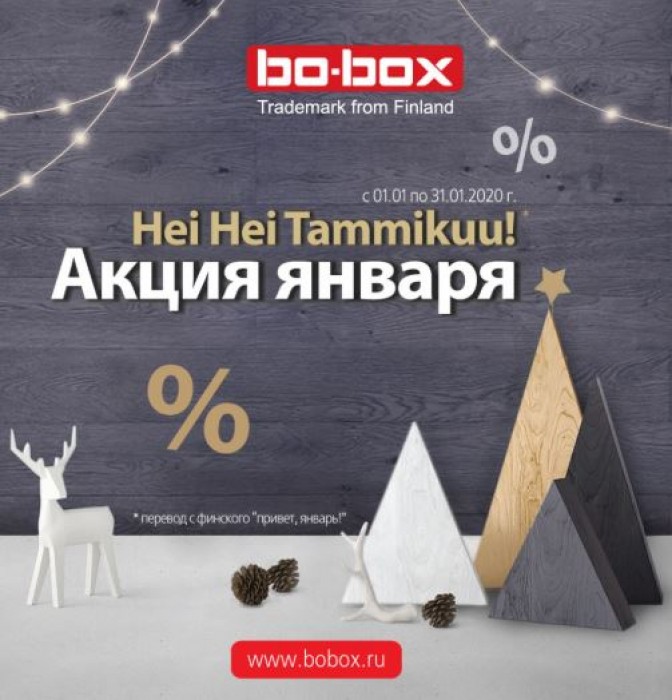 bo·box
Trademark from Finland
%
с 01.01 по 31.01.2020 г.
Hei Hei Tammikuu!*
Акция января
%
* перевод с финского "привет, январь!"
www.bobox.ru